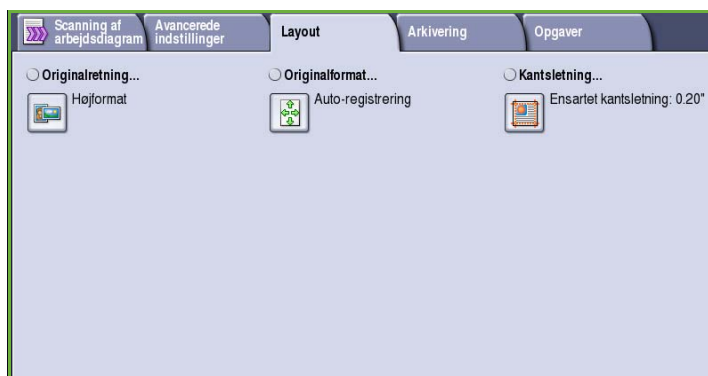 Scanning af
arbejdsdiagram
Avancerede
indstillinger
Layout
Arkivering
Opgaver
Originalretning...
Højformat
Originalformat...
Auto-registrering
Kantsletning...
Ensartet kantsletning: 0.20"